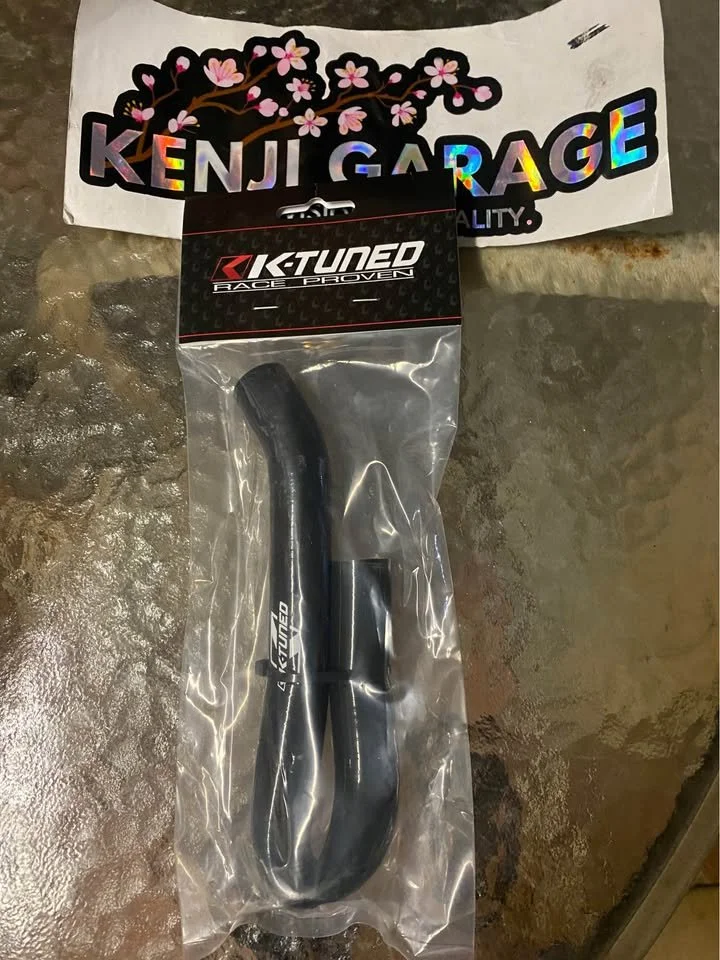 KENJI GARAGE
ALITY.
K-TUNED
RACE PROVEN
K-TUNED